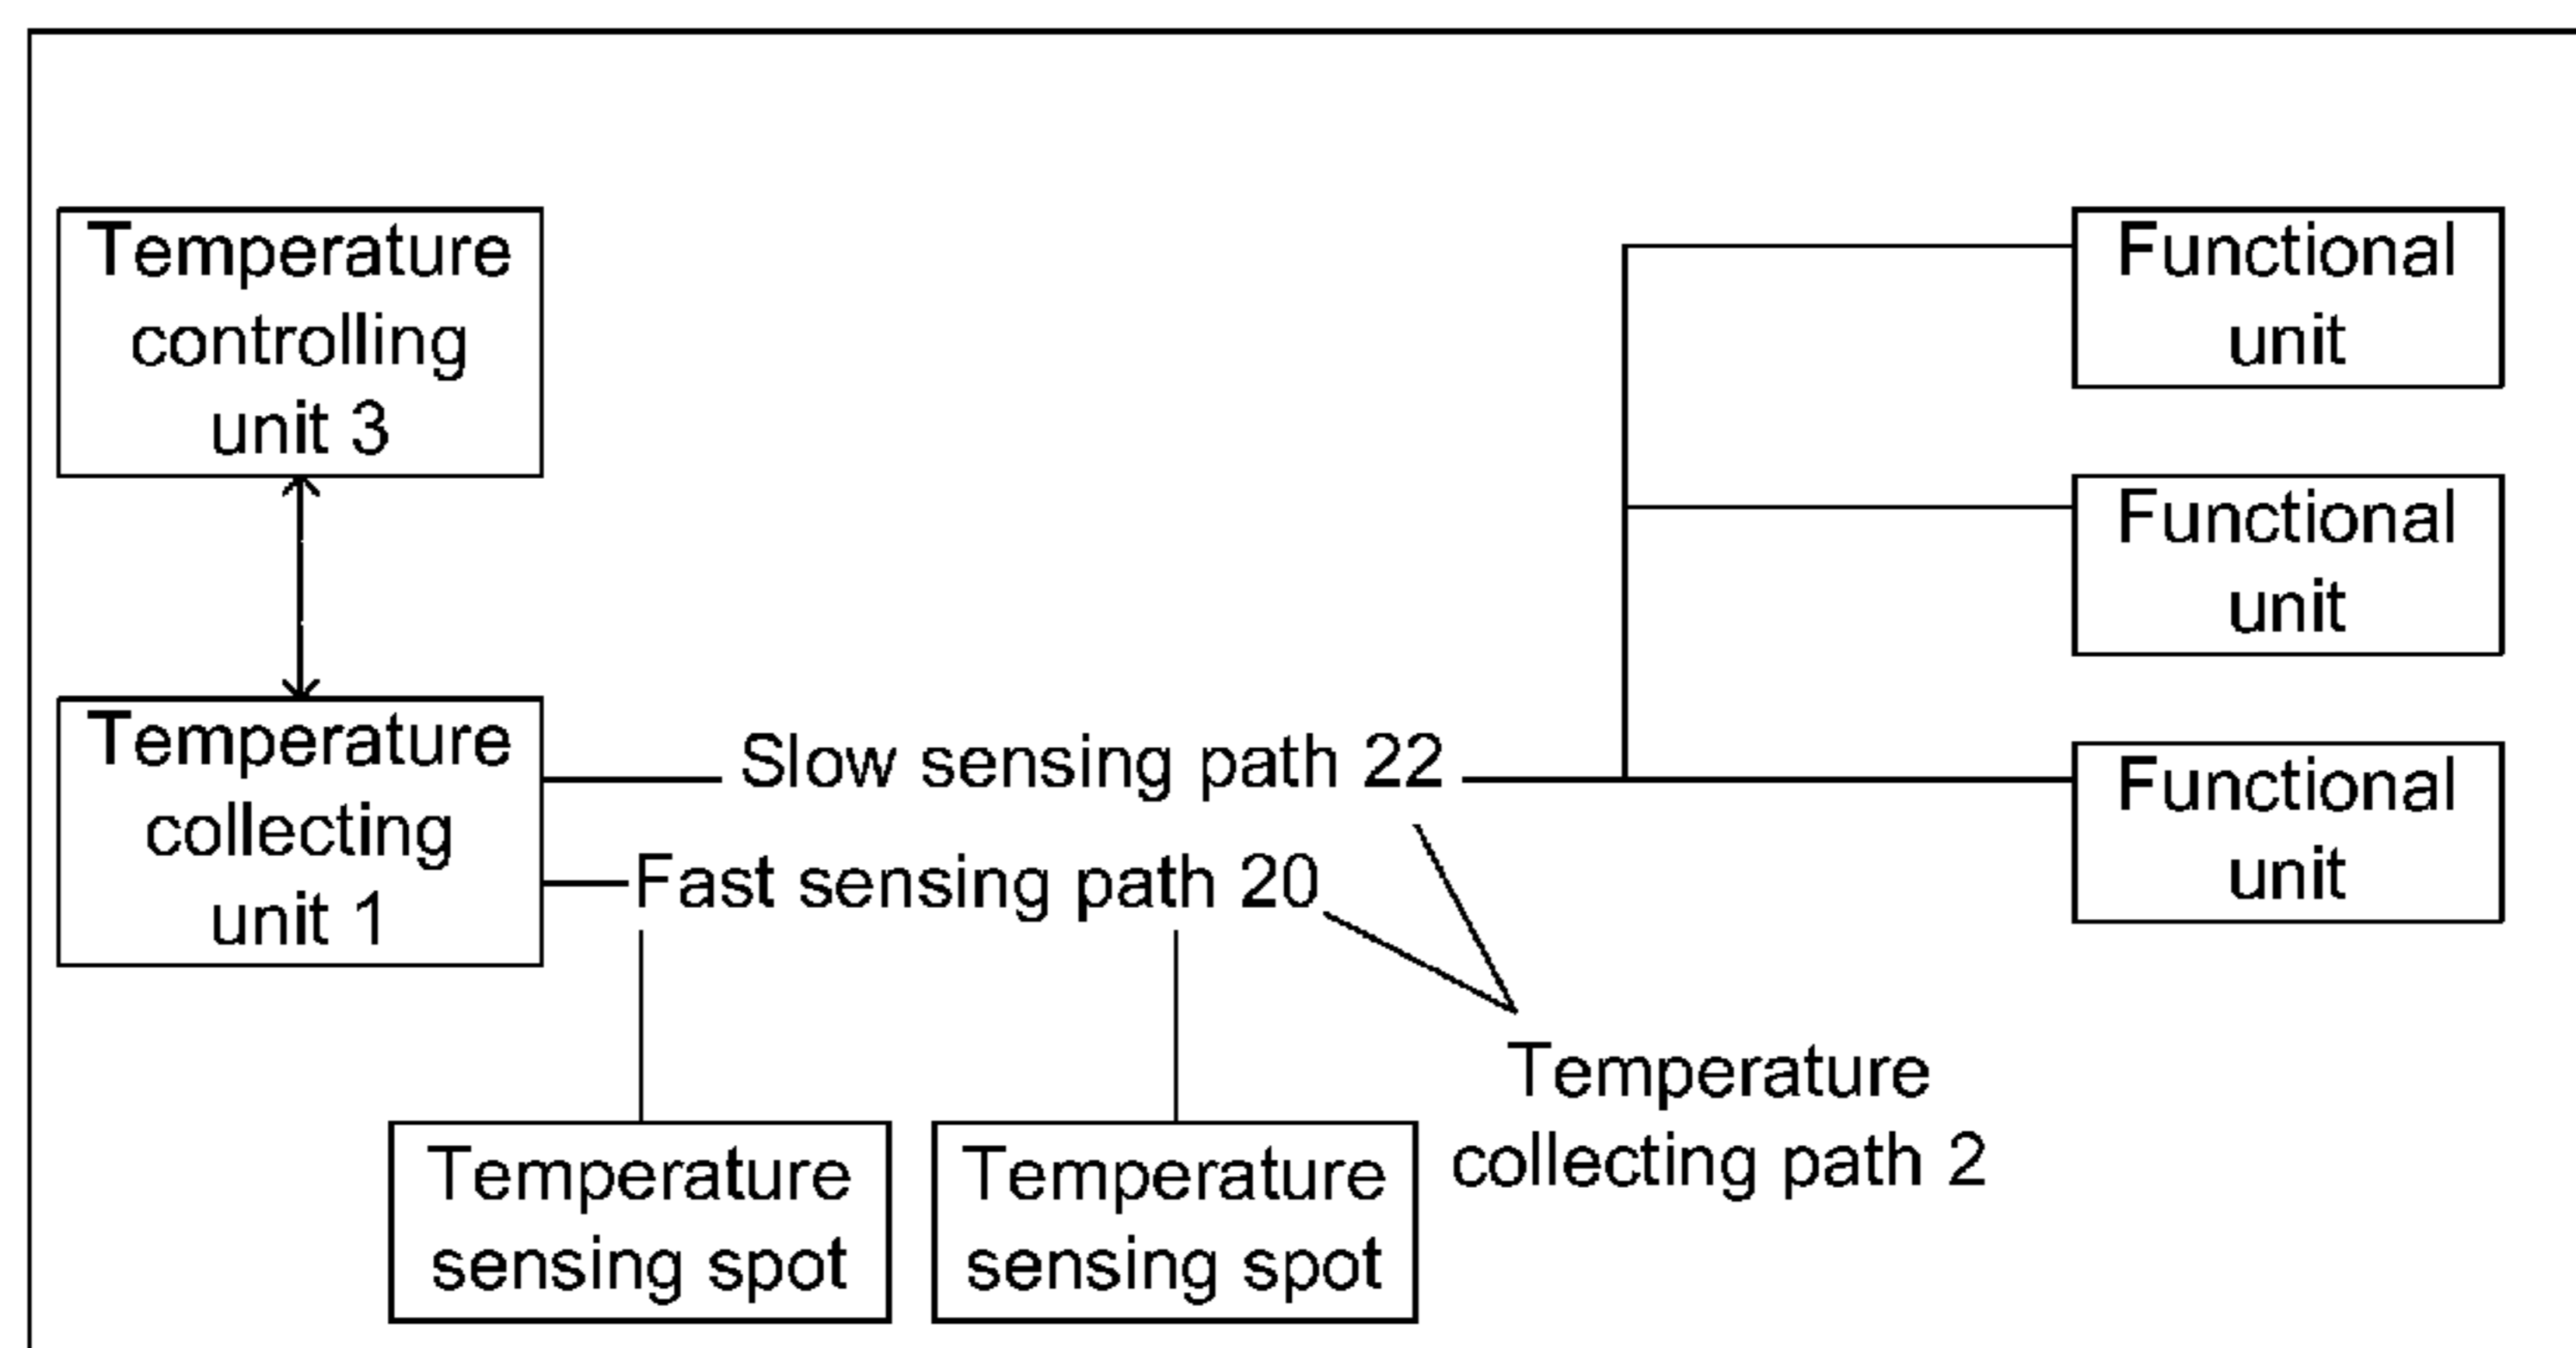 Temperature
controlling
unit 3
Functional
unit
Functional
unit
Temperature
collecting
unit 1
Slow sensing path 22
Fast sensing path 20
Functional
unit
Temperature
collecting path 2
Temperature
sensing spot
Temperature
sensing spot